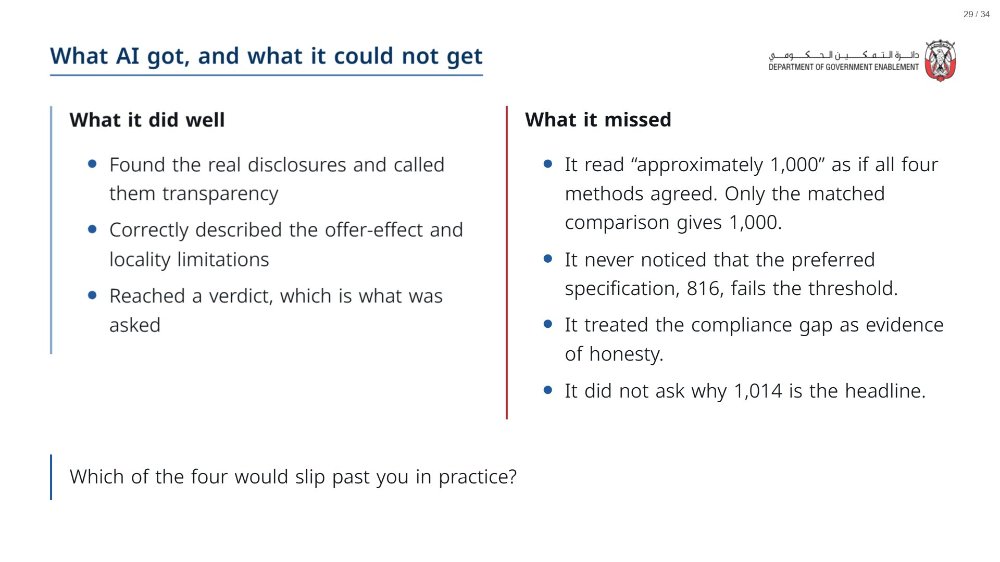 29 / 34
What AI got, and what it could not get
دائرة التمكين الحكومي
DEPARTMENT OF GOVERNMENT ENABLEMENT
What it did well
• Found the real disclosures and called
them transparency
• Correctly described the offer-effect and
locality limitations
• Reached a verdict, which is what was
asked
What it missed
• It read “approximately 1,000” as if all four
methods agreed. Only the matched
comparison gives 1,000.
• It never noticed that the preferred
specification, 816, fails the threshold.
• It treated the compliance gap as evidence
of honesty.
• It did not ask why 1,014 is the headline.
Which of the four would slip past you in practice?